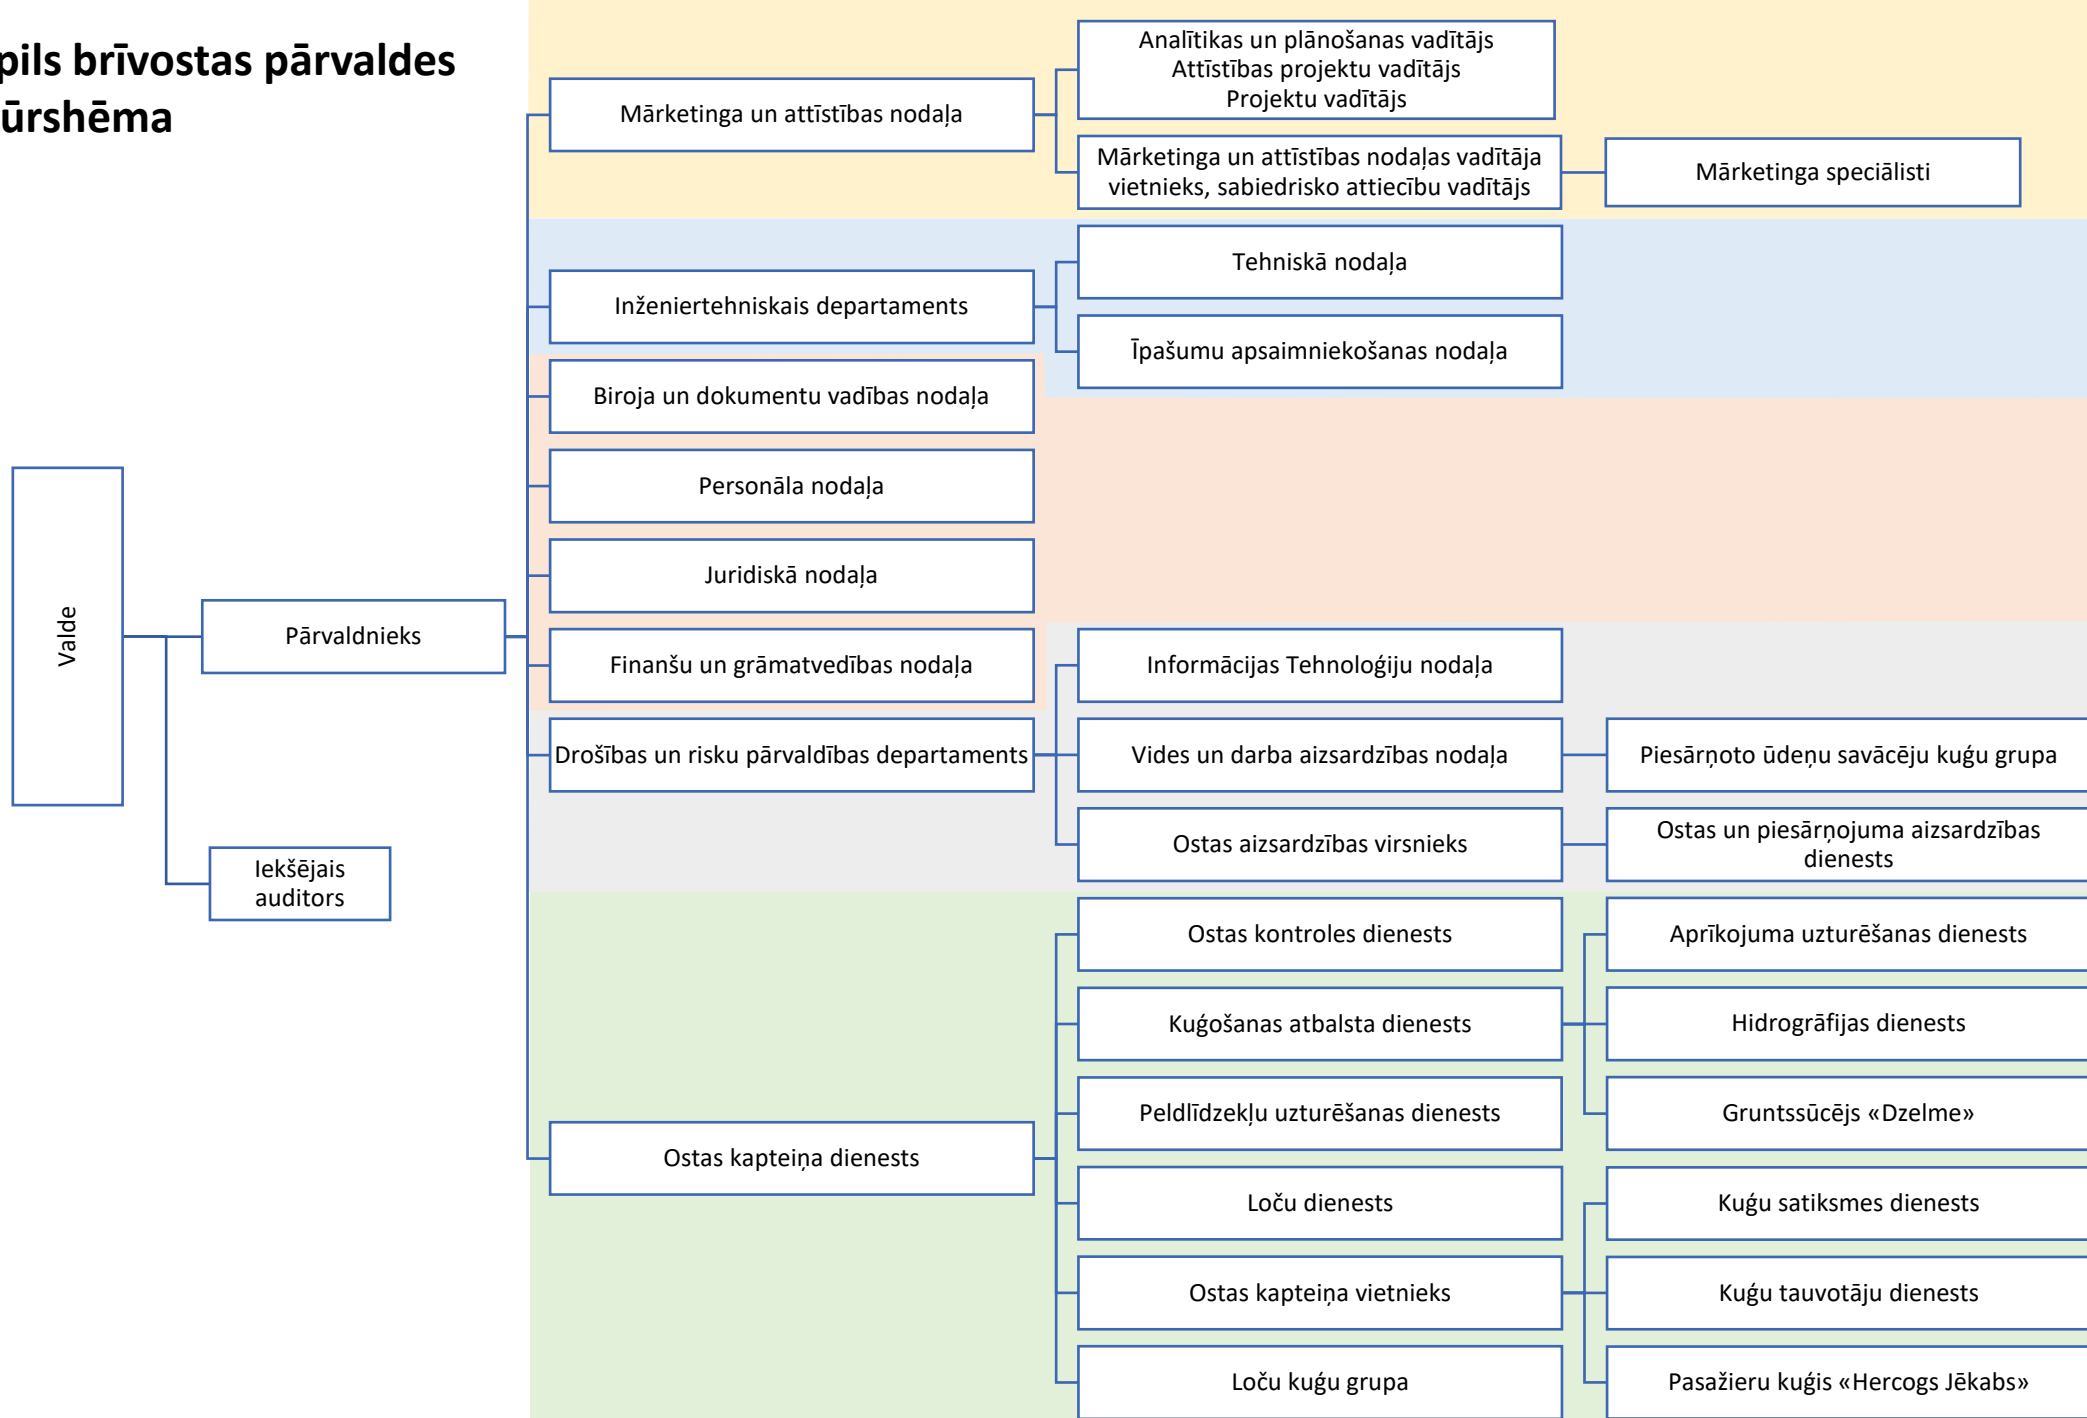 pils brīvostas pārvaldes
ūrshēma
Valde
Pārvaldnieks
Iekšējais
auditors
Mārketinga un attīstības nodaļa
Analītikas un plānošanas vadītājs
Attīstības projektu vadītājs
Projektu vadītājs
Mārketinga un attīstības nodaļas vadītāja
vietnieks, sabiedrisko attiecību vadītājs
Mārketinga speciālisti
Inženiertehniskais departaments
Tehniskā nodaļa
Īpašumu apsaimniekošanas nodaļa
Biroja un dokumentu vadības nodaļa
Personāla nodaļa
Juridiskā nodaļa
Finanšu un grāmatvedības nodaļa
Drošības un risku pārvaldības departaments
Informācijas Tehnoloģiju nodaļa
Vides un darba aizsardzības nodaļa
Piesārņoto ūdeņu savācēju kuģu grupa
Ostas aizsardzības virsnieks
Ostas un piesārņojuma aizsardzības
dienests
Ostas kapteiņa dienests
Ostas kontroles dienests
Kuģošanas atbalsta dienests
Aprīkojuma uzturēšanas dienests
Hidrogrāfijas dienests
Gruntssūcējs «Dzelme»
Peldlīdzekļu uzturēšanas dienests
Loču dienests
Ostas kapteiņa vietnieks
Kuģu satiksmes dienests
Kuģu tauvotāju dienests
Pasažieru kuģis «Hercogs Jēkabs»
Loču kuģu grupa